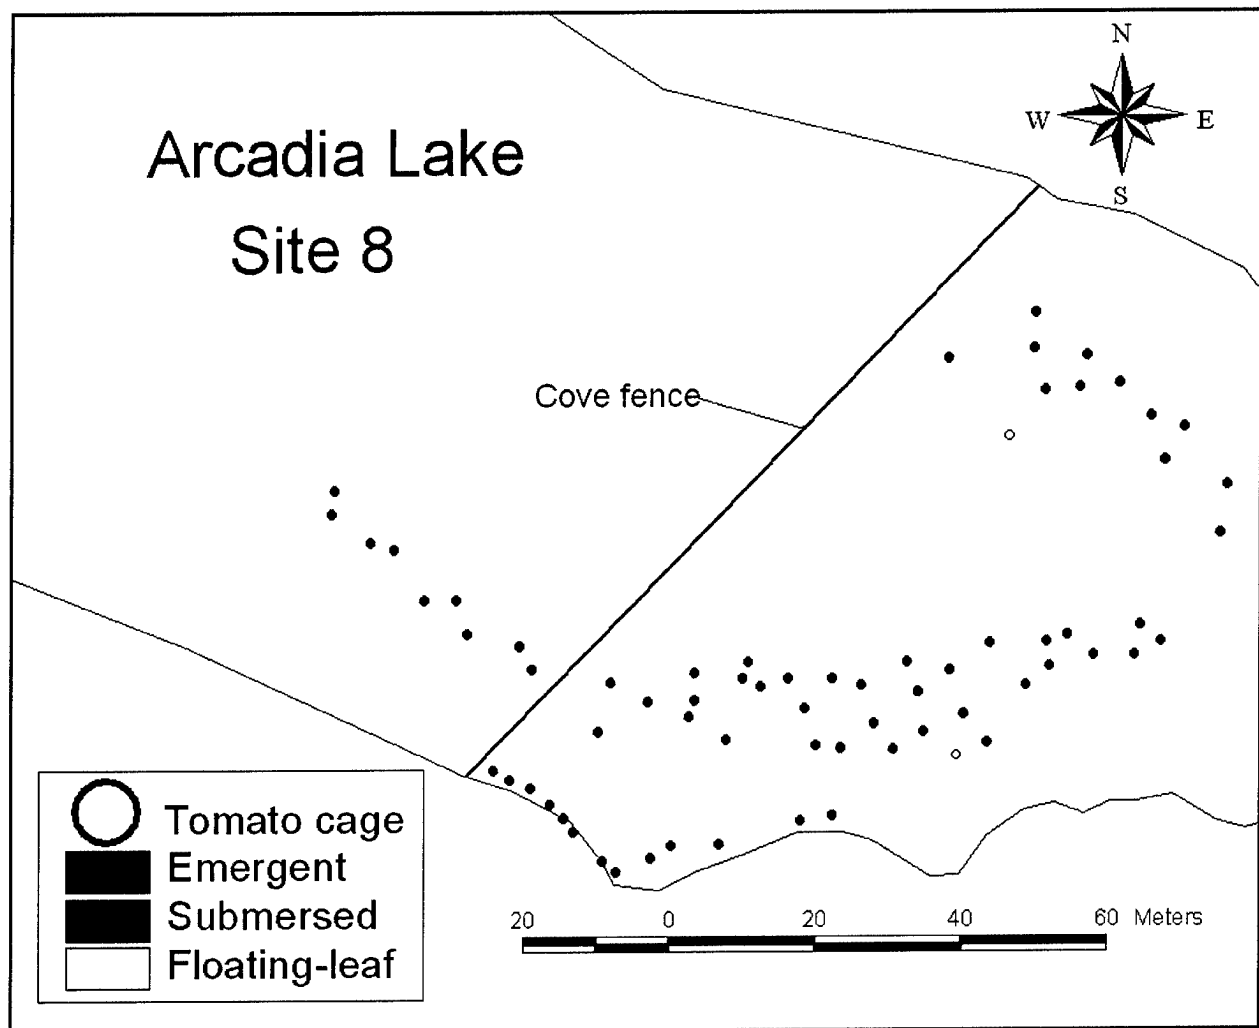 N
W E
S
Arcadia Lake
Site 8
Cove fence
Tomato cage
Emergent
Submersed
Floating-leaf
20 0 20 40 60 Meters